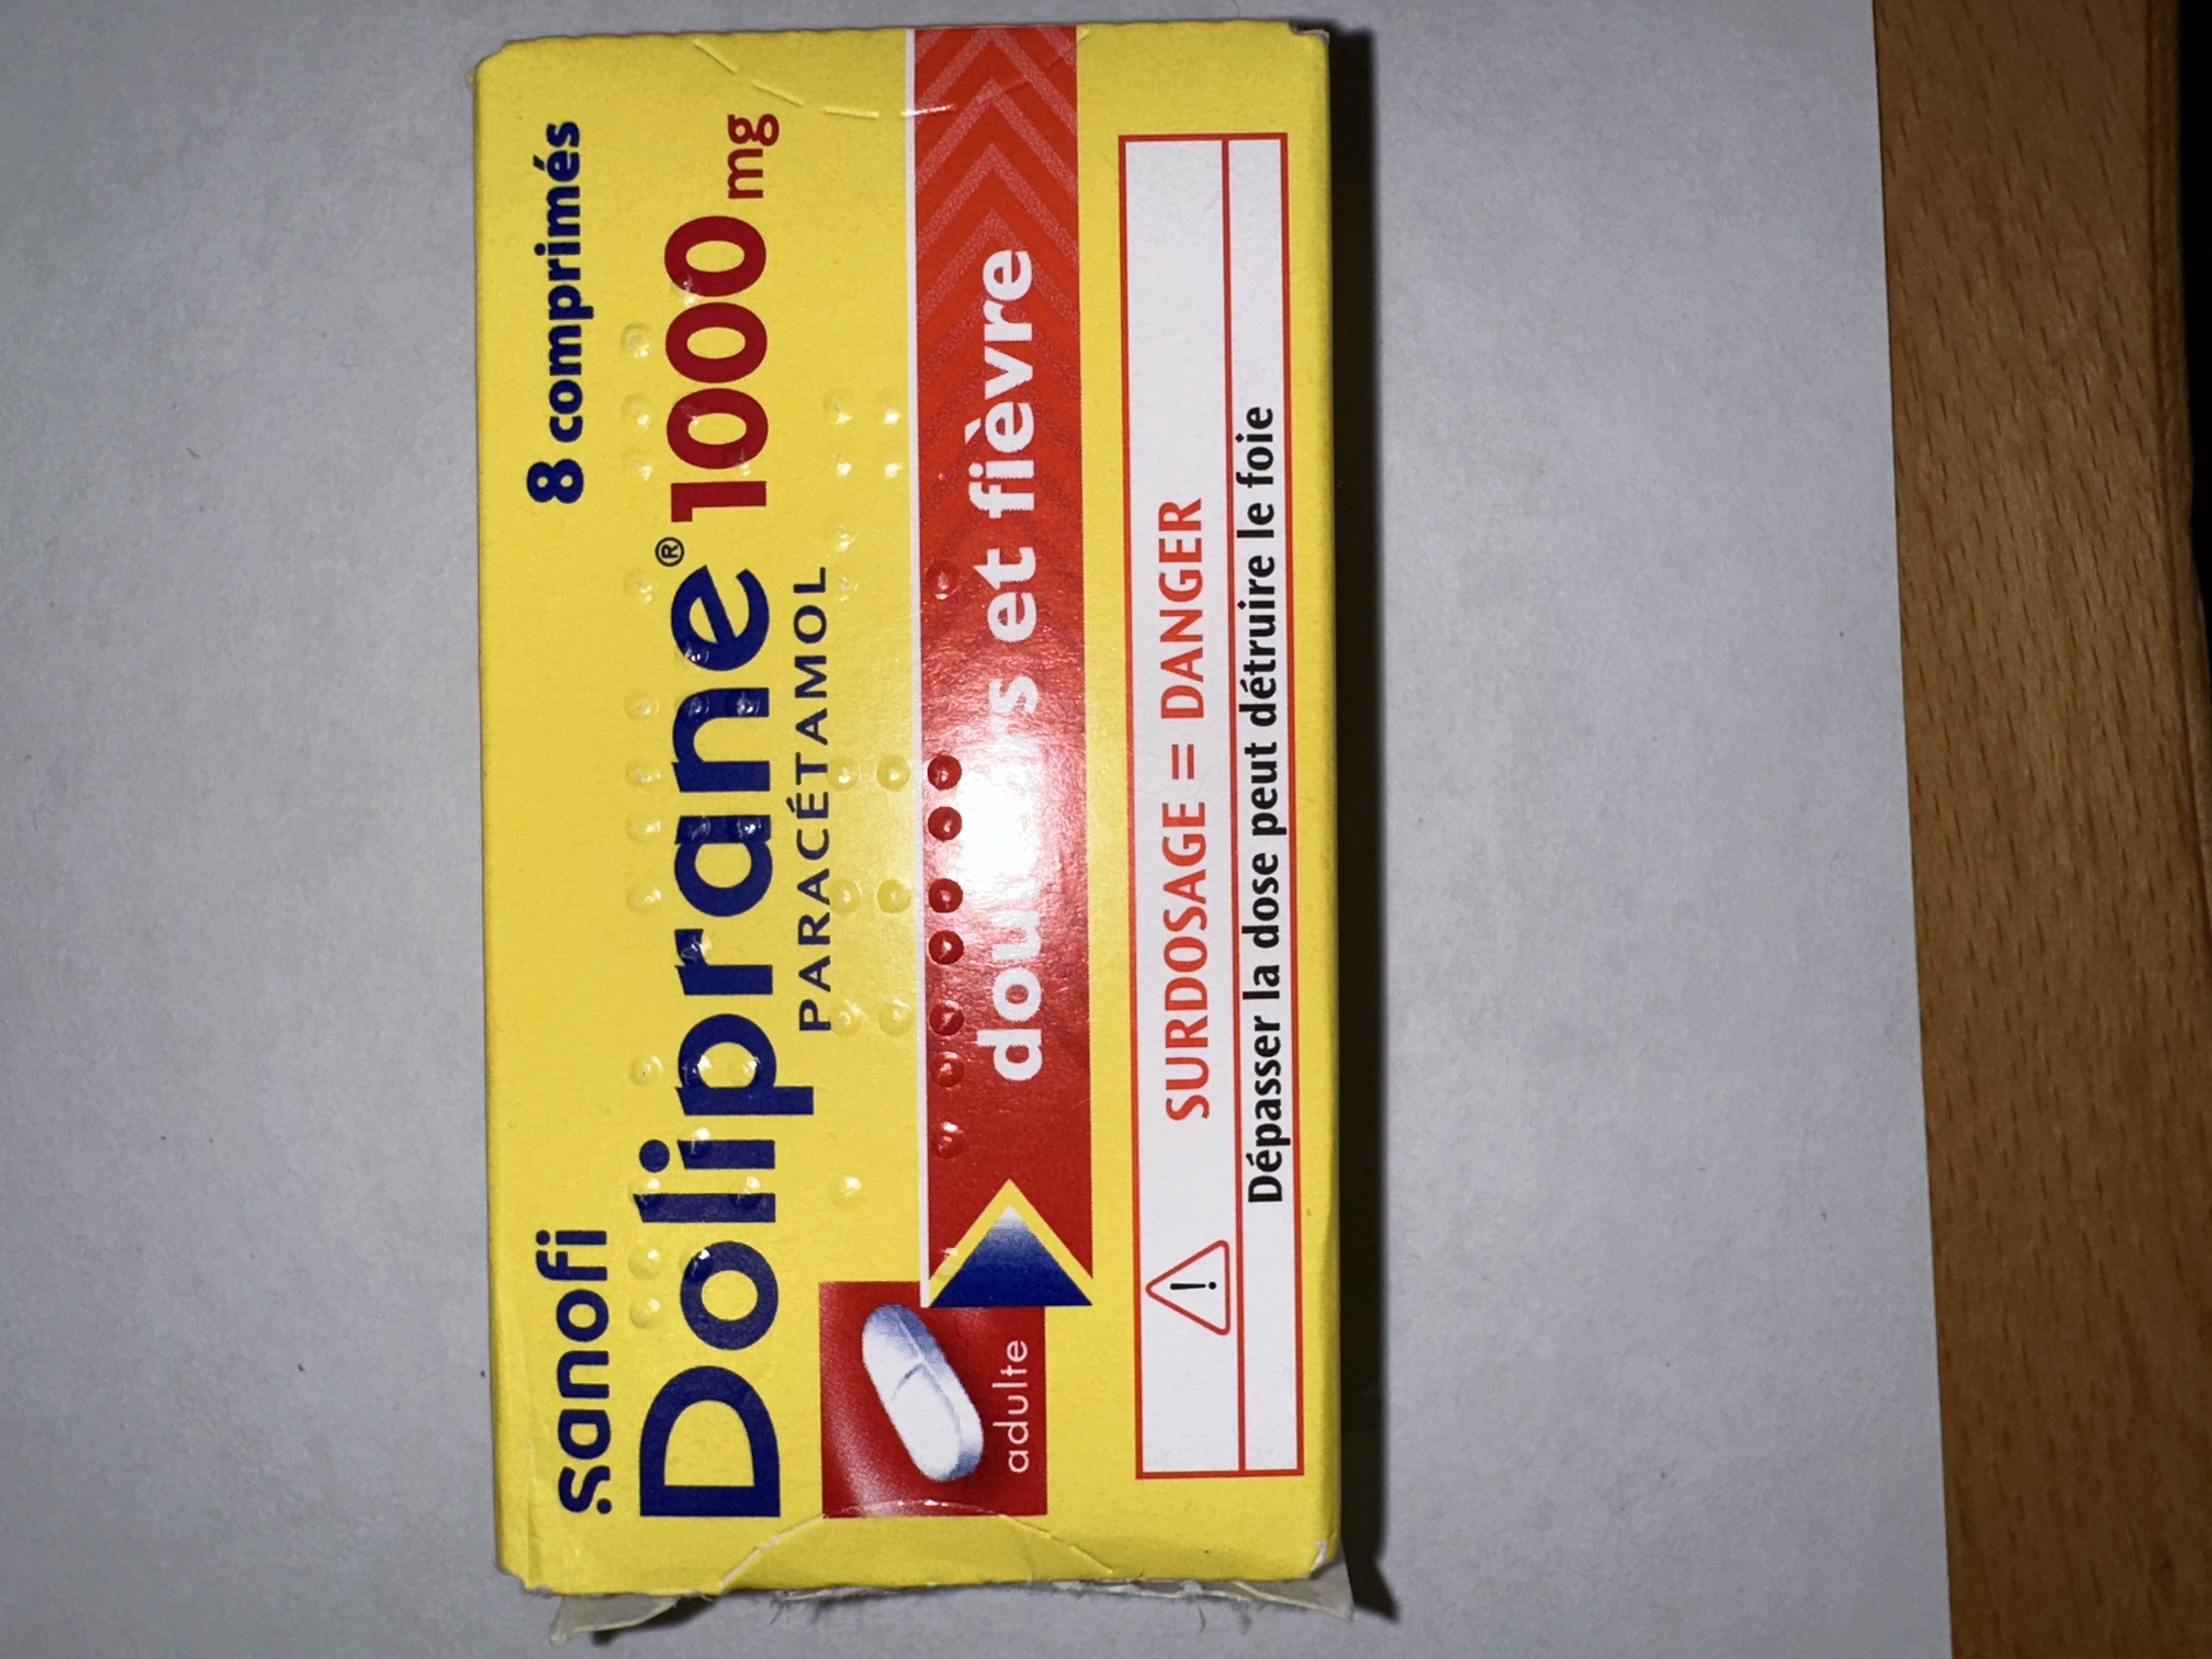 sanofi
8 comprimés
Doliprane® 1000 mg
PARACÉTAMOL
douleurs et fièvre
adulte
SURDOSAGE = DANGER
Dépasser la dose peut détruire le foie